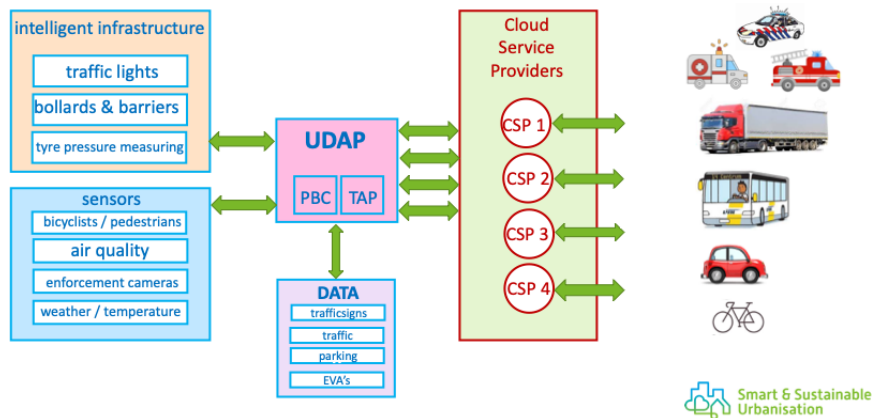 intelligent infrastructure
traffic lights
bollards & barriers
tyre pressure measuring
sensors
bicyclists / pedestrians
air quality
enforcement cameras
weather / temperature
UDAP
PBC
TAP
DATA
trafficsigns
traffic
parking
EVA's
Cloud
Service
Providers
CSP 1
CSP 2
CSP 3
CSP 4
Smart & Sustainable
Urbanisation